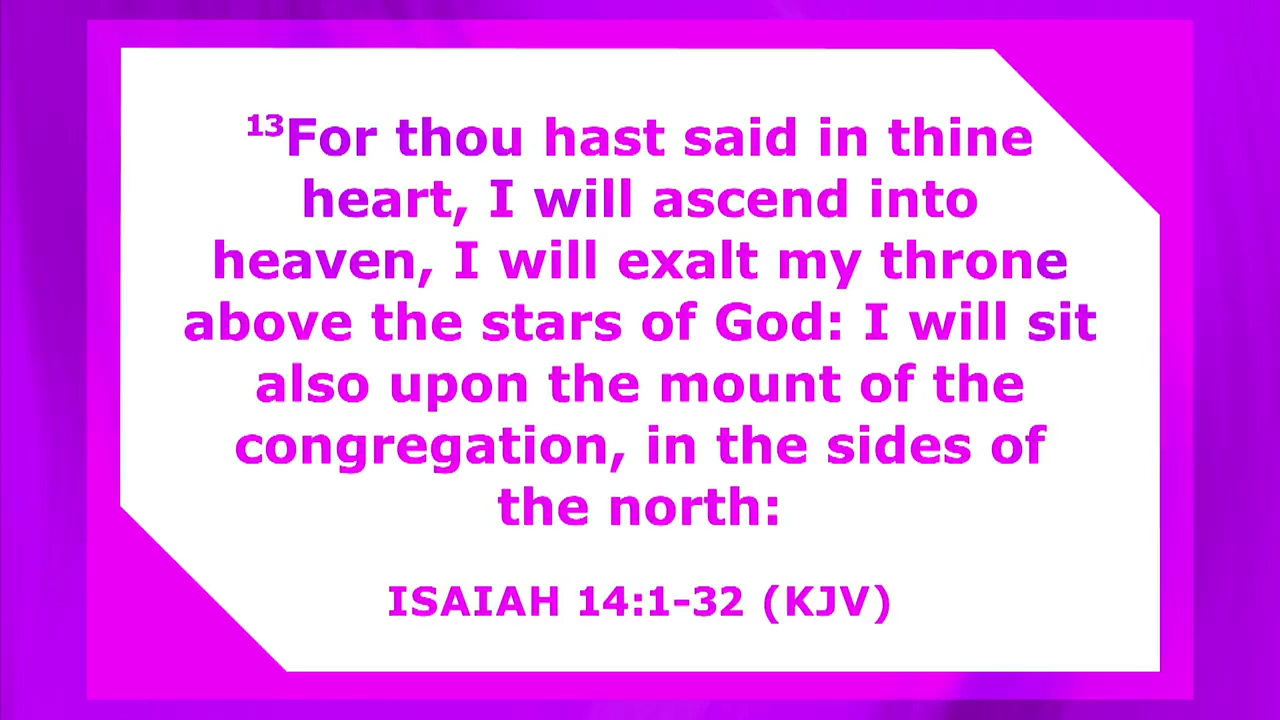 ¹³For thou hast said in thine
heart, I will ascend into
heaven, I will exalt my throne
above the stars of God: I will sit
also upon the mount of the
congregation, in the sides of
the north:
ISAIAH 14:1-32 (KJV)